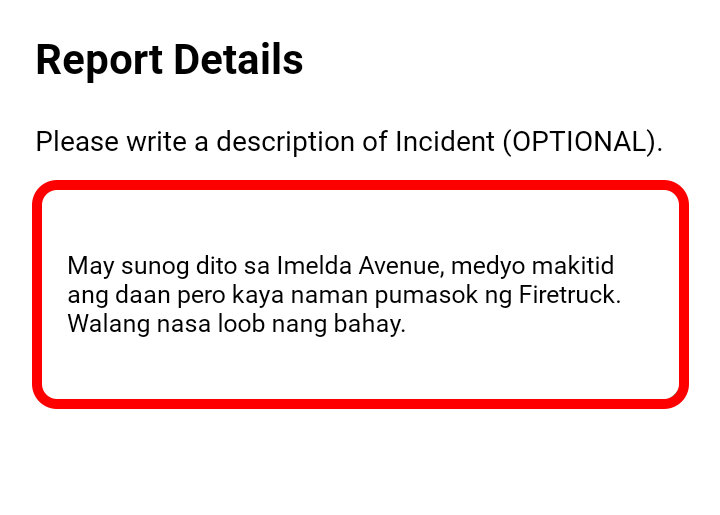 Report Details
Please write a description of Incident (OPTIONAL).
May sunog dito sa Imelda Avenue, medyo makitid
ang daan pero kaya naman pumasok ng Firetruck.
Walang nasa loob nang bahay.